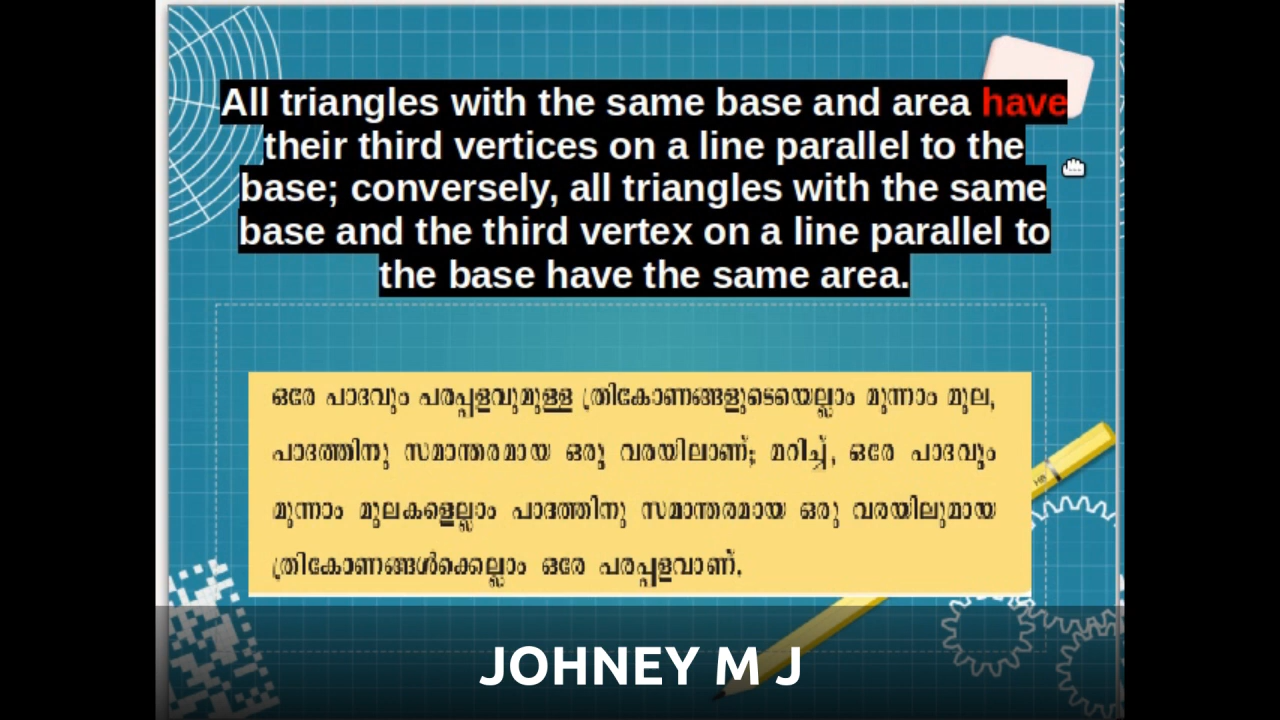 All triangles with the same base and area have
their third vertices on a line parallel to the
base; conversely, all triangles with the same
base and the third vertex on a line parallel to
the base have the same area.
ഒരേ പാദവും പരപ്പളവുമുള്ള ത്രികോണങ്ങളുടെയെല്ലാം മൂന്നാം മൂല,
പാദത്തിനു സമാന്തരമായ ഒരു വരയിലാണ്; മറിച്ച്, ഒരേ പാദവും
മൂന്നാം മൂലകളെല്ലാം പാദത്തിനു സമാന്തരമായ ഒരു വരയിലുമായ
ത്രികോണങ്ങൾക്കെല്ലാം ഒരേ പരപ്പളവാണ്.
HB
JOHNEY M J